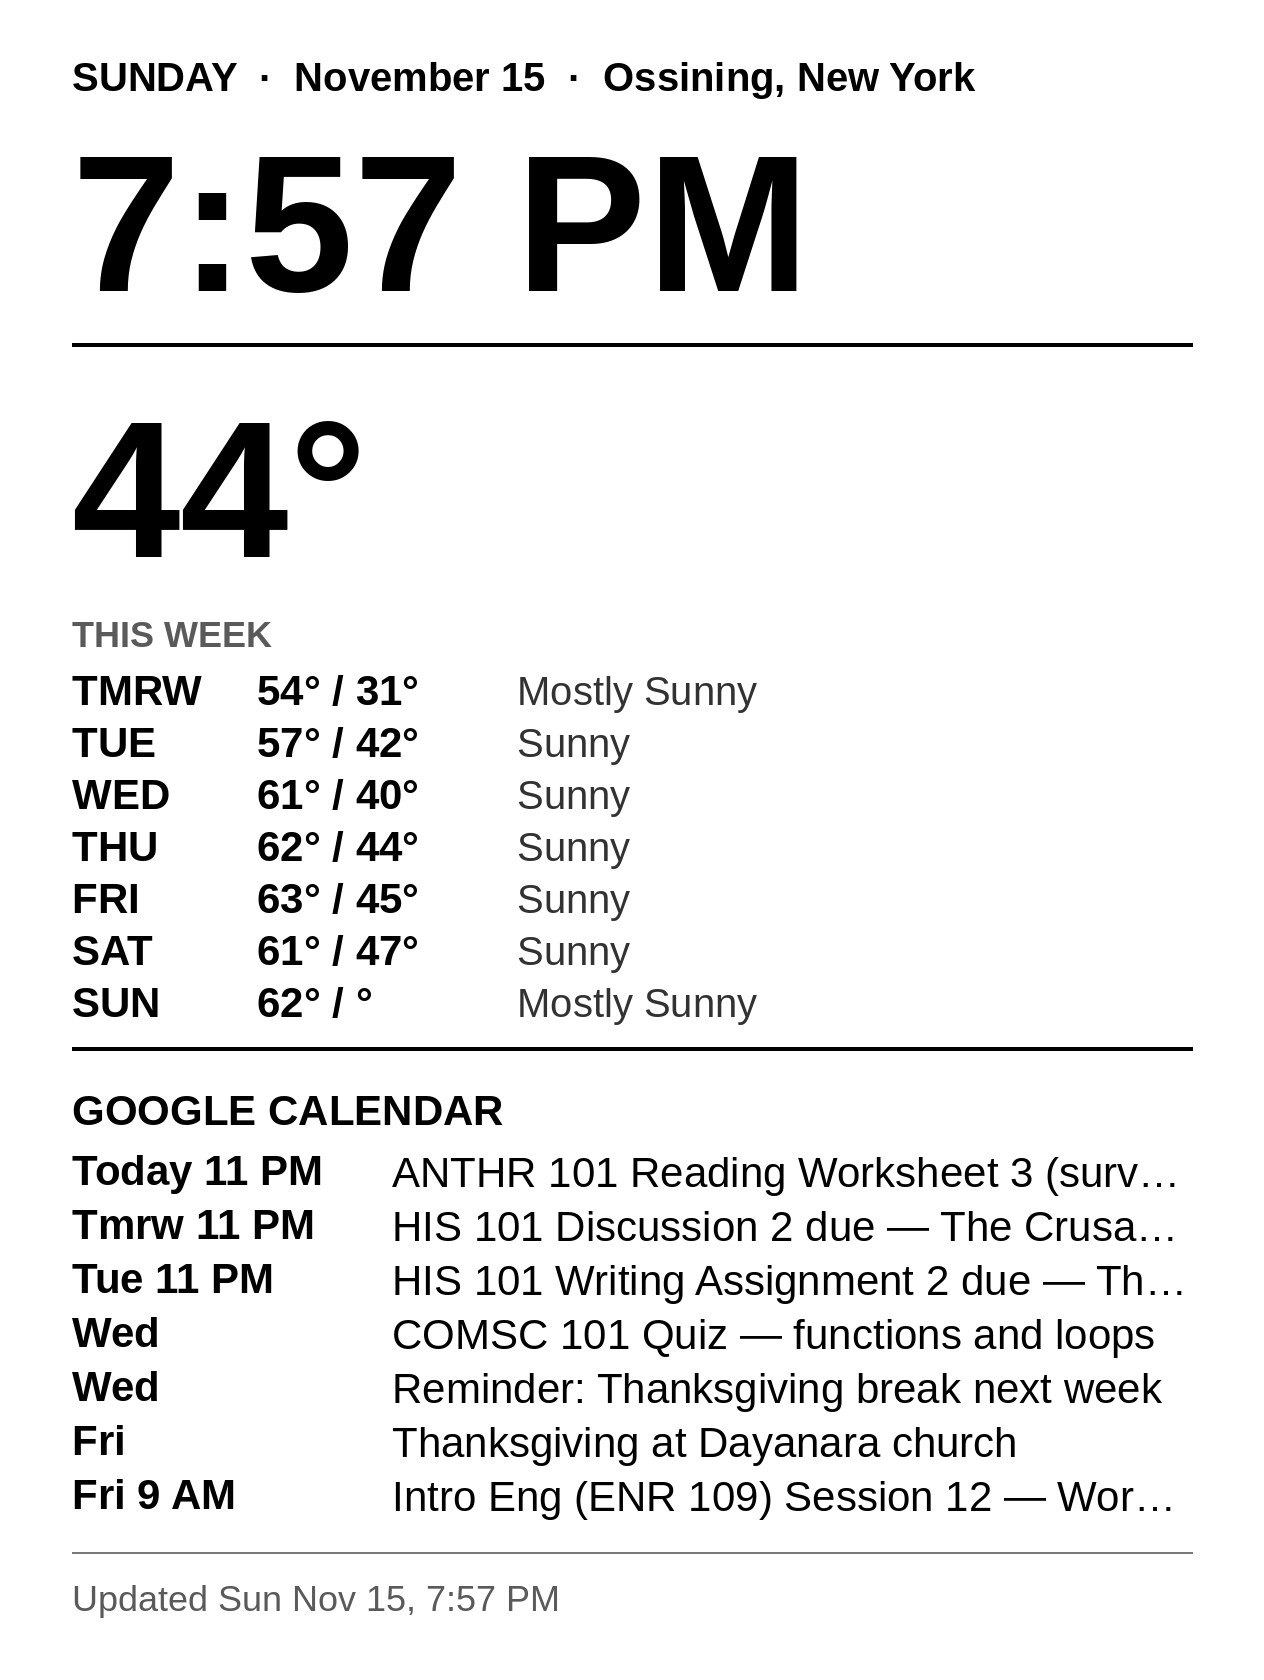 SUNDAY · November 15 · Ossining, New York
7:57 PM
44°
THIS WEEK
TMRW 54° / 31° Mostly Sunny
TUE 57° / 42° Sunny
WED 61° / 40° Sunny
THU 62° / 44° Sunny
FRI 63° / 45° Sunny
SAT 61° / 47° Sunny
SUN 62° / ° Mostly Sunny
GOOGLE CALENDAR
Today 11 PM ANTHR 101 Reading Worksheet 3 (surv…
Tmrw 11 PM HIS 101 Discussion 2 due — The Crusa…
Tue 11 PM HIS 101 Writing Assignment 2 due — Th…
Wed COMSC 101 Quiz — functions and loops
Wed Reminder: Thanksgiving break next week
Fri Thanksgiving at Dayanara church
Fri 9 AM Intro Eng (ENR 109) Session 12 — Wor…
Updated Sun Nov 15, 7:57 PM